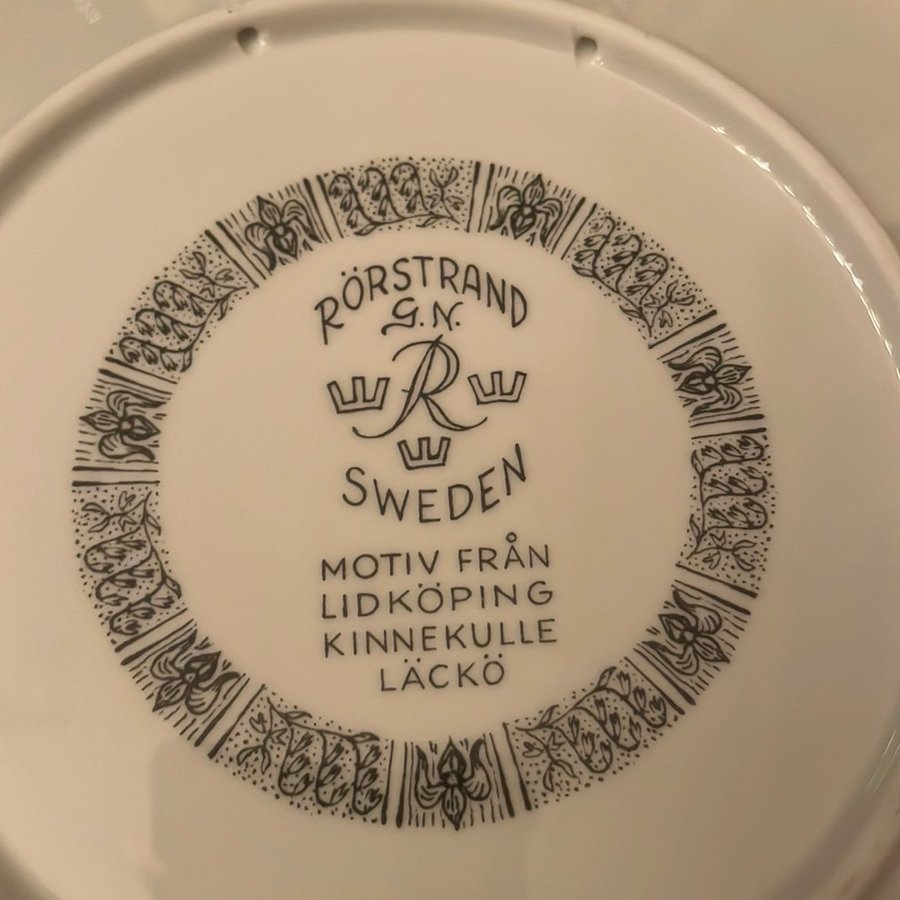 RÖRSTRAND
G.N.
R
SWEDEN
MOTIV FRÅN
LIDKÖPING
KINNEKULLE
LÄCKÖ